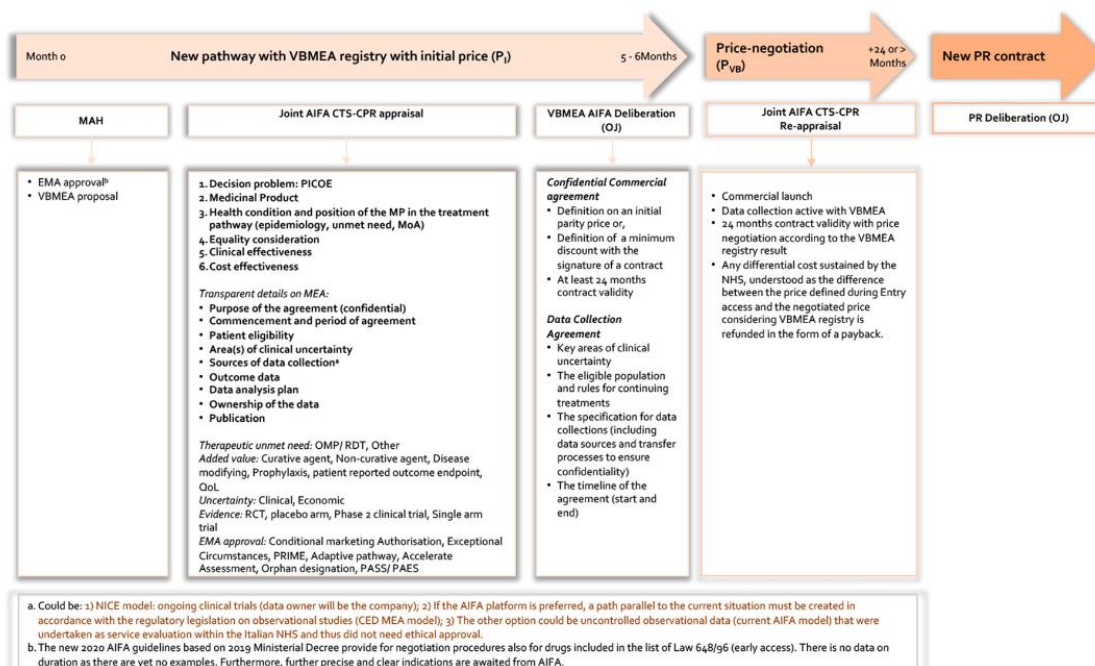 Month 0
New pathway with VBMEA registry with initial price (PI)
5 - 6Months
Price-negotiation
(PVB)
+24 or >
Months
New PR contract
MAH
Joint AIFA CTS-CPR appraisal
VBMEA AIFA Deliberation
(OJ)
Joint AIFA CTS-CPR
Re-appraisal
PR Deliberation (OJ)
• EMA approvalb
• VBMEA proposal
1. Decision problem: PICOE
2. Medicinal Product
3. Health condition and position of the MP in the treatment
pathway (epidemiology, unmet need, MoA)
4. Equality consideration
5. Clinical effectiveness
6. Cost effectiveness
Transparent details on MEA:
• Purpose of the agreement (confidential)
• Commencement and period of agreement
• Patient eligibility
• Area(s) of clinical uncertainty
• Sources of data collectiona
• Outcome data
• Data analysis plan
• Ownership of the data
• Publication
Therapeutic unmet need: OMP/ RDT, Other
Added value: Curative agent, Non-curative agent, Disease
modifying, Prophylaxis, patient reported outcome endpoint,
QoL
Uncertainty: Clinical, Economic
Evidence: RCT, placebo arm, Phase 2 clinical trial, Single arm
trial
EMA approval: Conditional marketing Authorisation, Exceptional
Circumstances, PRIME, Adaptive pathway, Accelerate
Assessment, Orphan designation, PASS/ PAES
Confidential Commercial
agreement
• Definition on an initial
parity price or,
• Definition of a minimum
discount with the
signature of a contract
• At least 24 months
contract validity
Data Collection
Agreement
• Key areas of clinical
uncertainty
• The eligible population
and rules for continuing
treatments
• The specification for data
collections (including
data sources and transfer
processes to ensure
confidentiality)
• The timeline of the
agreement (start and
end)
• Commercial launch
• Data collection active with VBMEA
• 24 months contract validity with price
negotiation according to the VBMEA
registry result
• Any differential cost sustained by the
NHS, understood as the difference
between the price defined during Entry
access and the negotiated price
considering VBMEA registry is
refunded in the form of a payback.
a. Could be: 1) NICE model: ongoing clinical trials (data owner will be the company); 2) If the AIFA platform is preferred, a path parallel to the current situation must be created in
accordance with the regulatory legislation on observational studies (CED MEA model); 3) The other option could be uncontrolled observational data (current AIFA model) that were
undertaken as service evaluation within the Italian NHS and thus did not need ethical approval.
b. The new 2020 AIFA guidelines based on 2019 Ministerial Decree provide for negotiation procedures also for drugs included in the list of Law 648/96 (early access). There is no data on
duration as there are yet no examples. Furthermore, further precise and clear indications are awaited from AIFA.